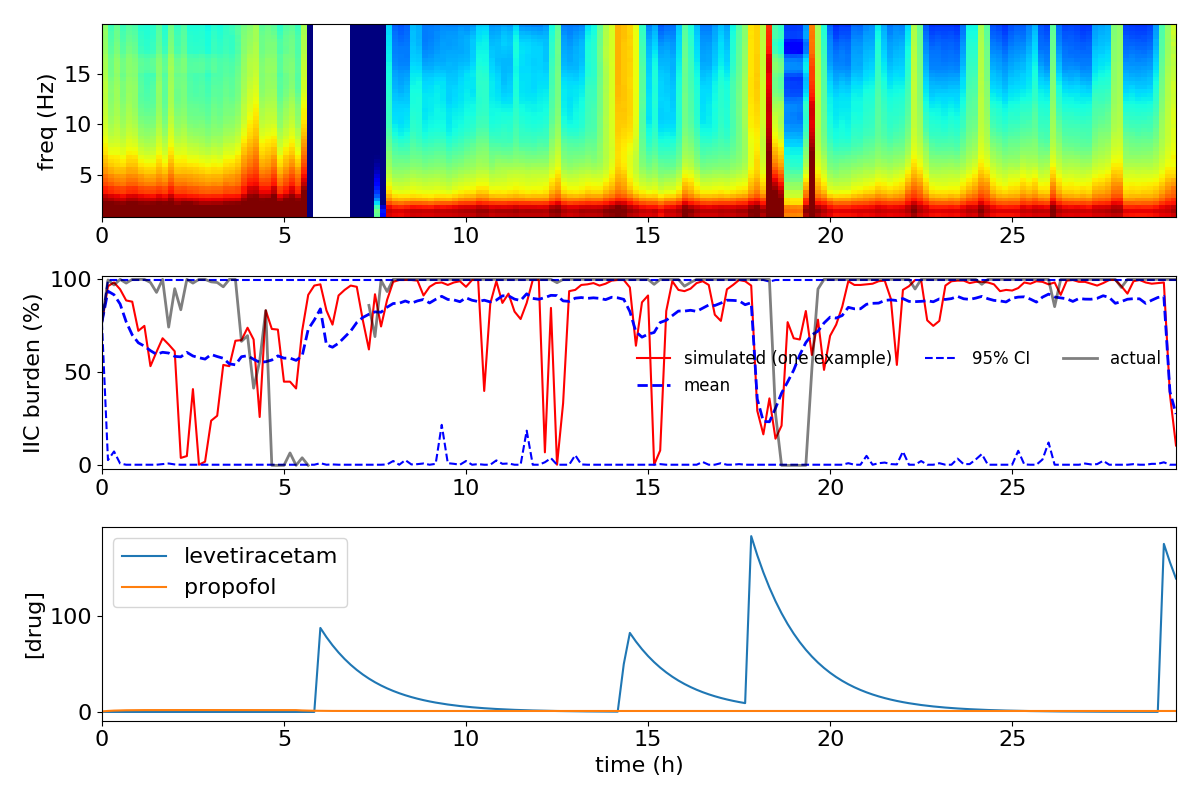 freq (Hz)
15
10
5
0 5 10 15 20 25
IIC burden (%)
100
50
0
simulated (one example) 95% CI actual
mean
0 5 10 15 20 25
[drug]
100
0
levetiracetam
propofol
0 5 10 15 20 25
time (h)